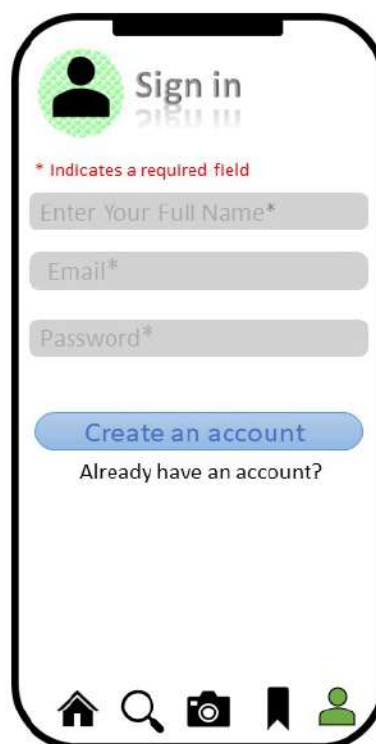 Sign in
* Indicates a required field
Enter Your Full Name*
Email*
Password*
Create an account
Already have an account?